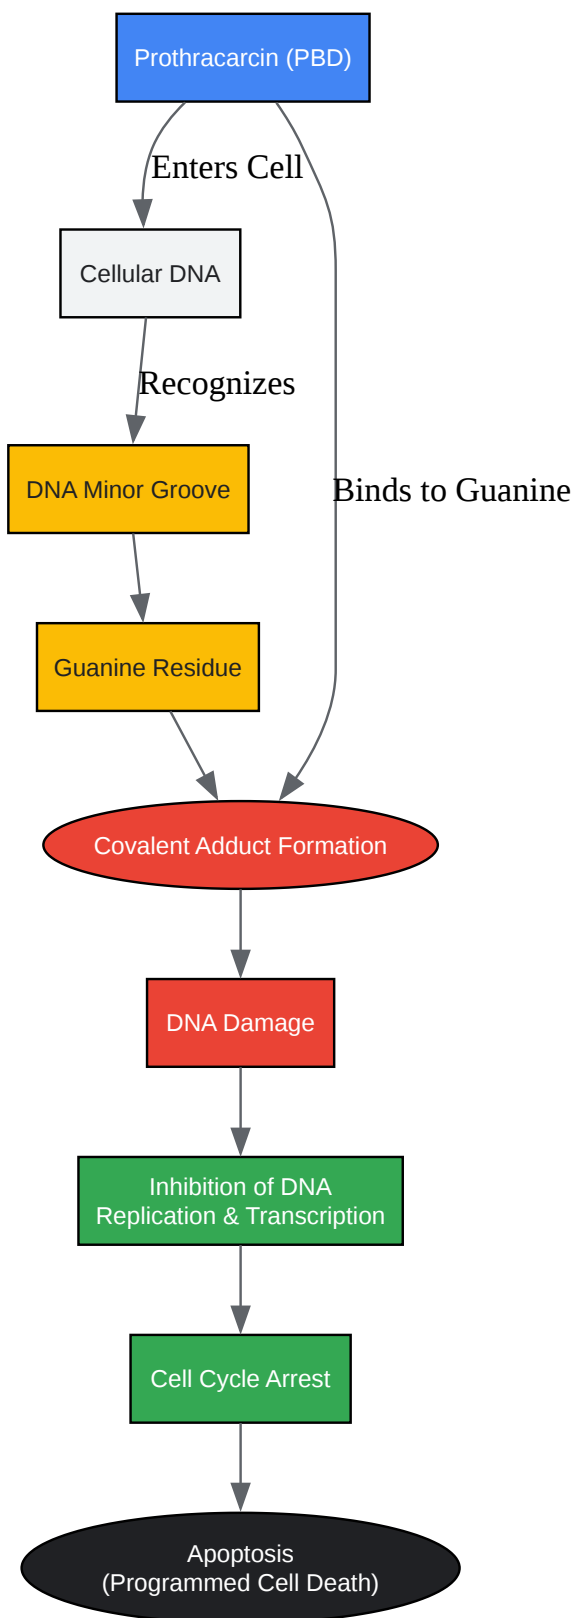 Prothracarcin (PBD)
Enters Cell
Cellular DNA
Recognizes
DNA Minor Groove
Binds to Guanine
Guanine Residue
Covalent Adduct Formation
DNA Damage
Inhibition of DNA
Replication & Transcription
Cell Cycle Arrest
Apoptosis
(Programmed Cell Death)